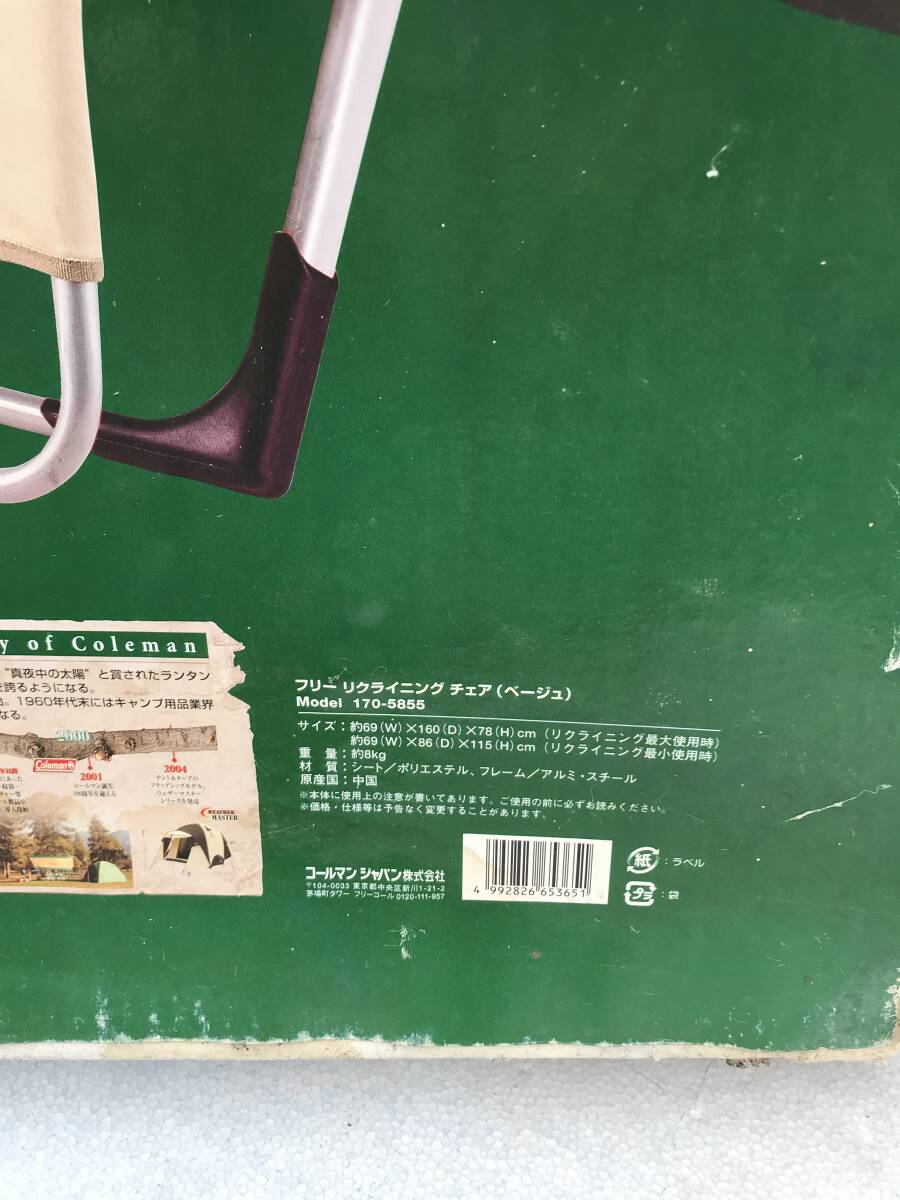 y of Coleman
“真夜中の太陽”と賞されたランタン
を誇るようになる。
。1960年代末にはキャンプ用品業界
なる。
2000
Coleman
2001
コールマン誕生
100周年を迎える
2004
テント&タープの
フラッグシップモデル、
ウェザーマスター
シリーズを発売
WEATHER
MASTER
フリー リクライニング チェア(ベージュ)
Model 170-5855
サイズ:約69(W)×160(D)×78(H)cm(リクライニング最大使用時)
約69(W)×86(D)×115(H)cm(リクライニング最小使用時)
重量:約8kg
材質:シート/ポリエステル、フレーム/アルミ・スチール
原産国:中国
※本体に使用上の注意が書いてあります。ご使用の前に必ずお読みください。
※価格・仕様等は予告なく変更することがあります。
コールマン ジャパン株式会社
〒104-0033 東京都中央区新川1-21-2
茅場町タワー フリーコール 0120-111-957
4 992826 653651
紙:ラベル
プラ:袋